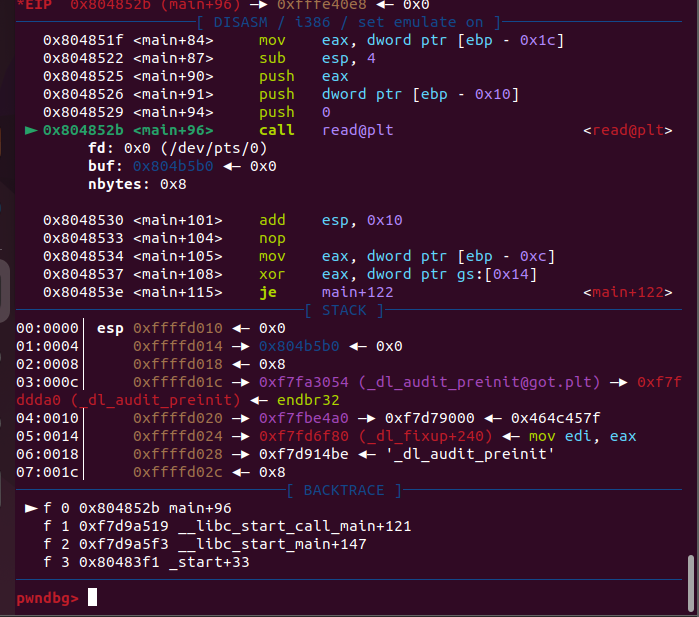 *EIP  0x804852b (main+96) —▸ 0xfffe40e8 ◂— 0x0
[ DISASM / i386 / set emulate on ]
0x804851f <main+84>     mov    eax, dword ptr [ebp - 0x1c]
0x8048522 <main+87>     sub    esp, 4
0x8048525 <main+90>     push   eax
0x8048526 <main+91>     push   dword ptr [ebp - 0x10]
0x8048529 <main+94>     push   0
► 0x804852b <main+96>     call   read@plt                     <read@plt>
fd: 0x0 (/dev/pts/0)
buf: 0x804b5b0 ◂— 0x0
nbytes: 0x8
0x8048530 <main+101>    add    esp, 0x10
0x8048533 <main+104>    nop
0x8048534 <main+105>    mov    eax, dword ptr [ebp - 0xc]
0x8048537 <main+108>    xor    eax, dword ptr gs:[0x14]
0x804853e <main+115>    je     main+122                     <main+122>
[ STACK ]
00:0000│ esp 0xffffd010 ◂— 0x0
01:0004│     0xffffd014 —▸ 0x804b5b0 ◂— 0x0
02:0008│     0xffffd018 ◂— 0x8
03:000c│     0xffffd01c —▸ 0xf7fa3054 (_dl_audit_preinit@got.plt) —▸ 0xf7f
ddda0 (_dl_audit_preinit) ◂— endbr32
04:0010│     0xffffd020 —▸ 0xf7fbe4a0 —▸ 0xf7d79000 ◂— 0x464c457f
05:0014│     0xffffd024 —▸ 0xf7fd6f80 (_dl_fixup+240) ◂— mov edi, eax
06:0018│     0xffffd028 —▸ 0xf7d914be ◂— '_dl_audit_preinit'
07:001c│     0xffffd02c ◂— 0x8
[ BACKTRACE ]
► f 0 0x804852b main+96
f 1 0xf7d9a519 __libc_start_call_main+121
f 2 0xf7d9a5f3 __libc_start_main+147
f 3 0x80483f1 _start+33
pwndbg>